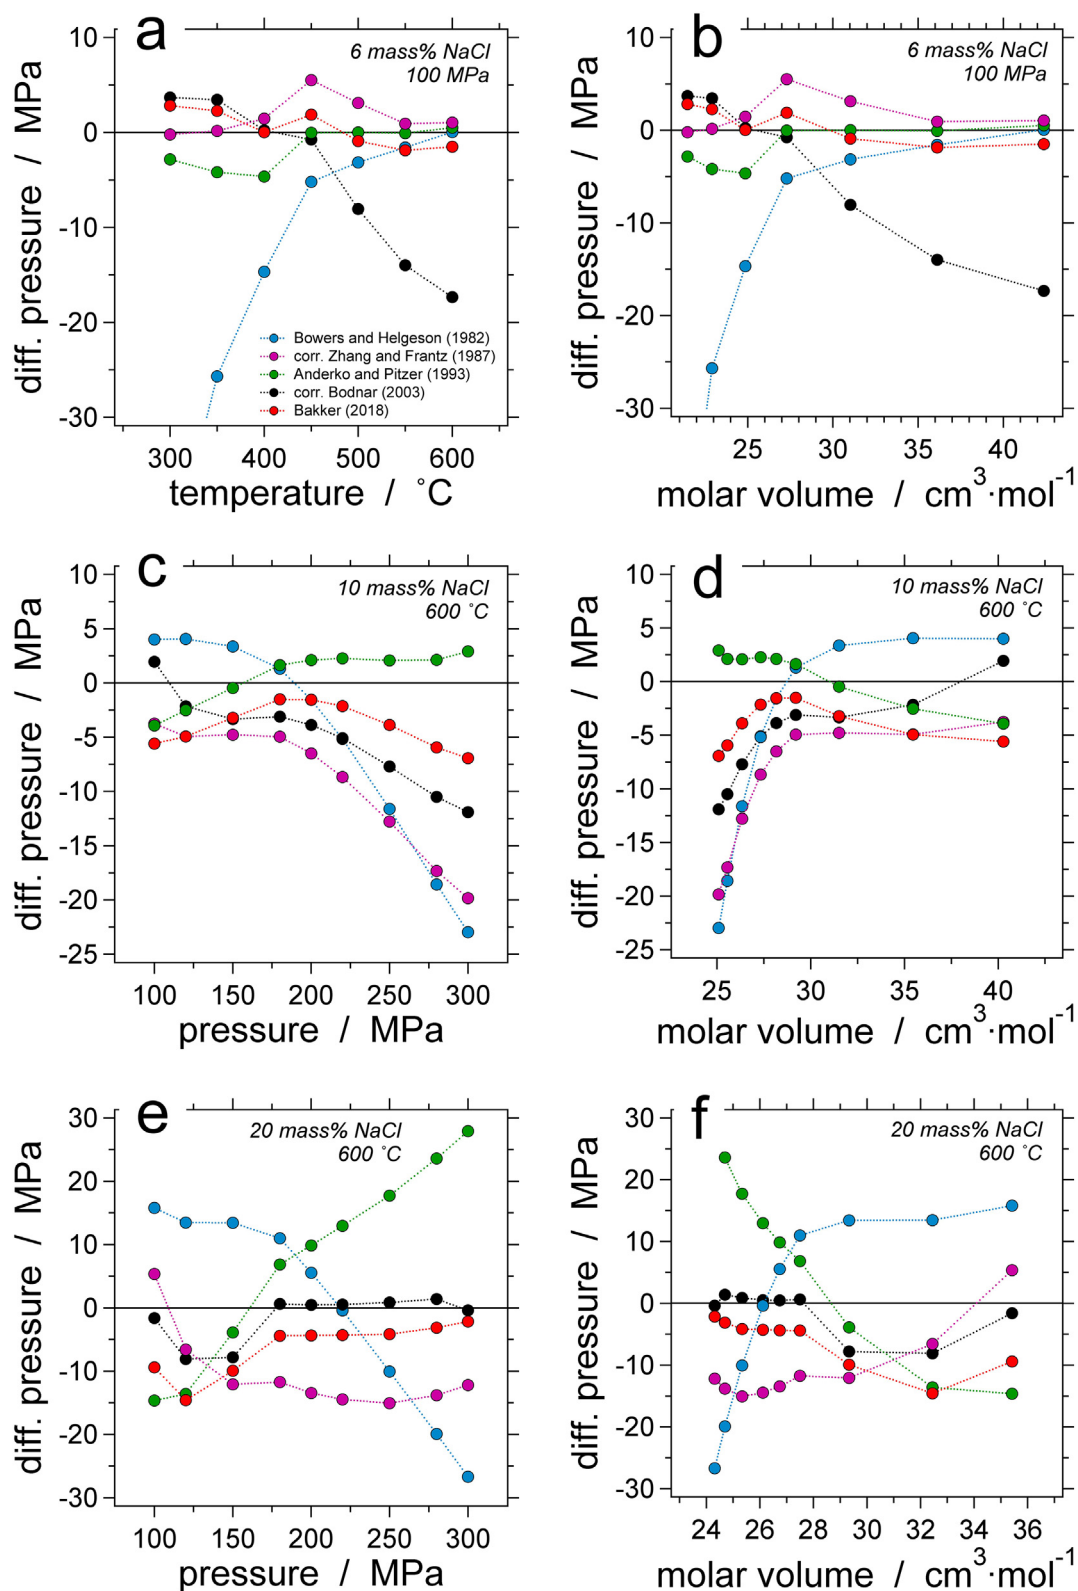 a
6 mass% NaCl
100 MPa
10
0
-10
-20
-30
diff. pressure / MPa
Bowers and Helgeson (1982)
corr. Zhang and Frantz (1987)
Anderko and Pitzer (1993)
corr. Bodnar (2003)
Bakker (2018)
300 400 500 600
temperature / °C
b
6 mass% NaCl
100 MPa
10
0
-10
-20
-30
diff. pressure / MPa
25 30 35 40
molar volume / cm³·mol⁻¹
c
10 mass% NaCl
600 °C
10
5
0
-5
-10
-15
-20
-25
diff. pressure / MPa
100 150 200 250 300
pressure / MPa
d
10 mass% NaCl
600 °C
10
5
0
-5
-10
-15
-20
-25
diff. pressure / MPa
25 30 35 40
molar volume / cm³·mol⁻¹
e
20 mass% NaCl
600 °C
30
20
10
0
-10
-20
-30
diff. pressure / MPa
100 150 200 250 300
pressure / MPa
f
20 mass% NaCl
600 °C
30
20
10
0
-10
-20
-30
diff. pressure / MPa
24 26 28 30 32 34 36
molar volume / cm³·mol⁻¹